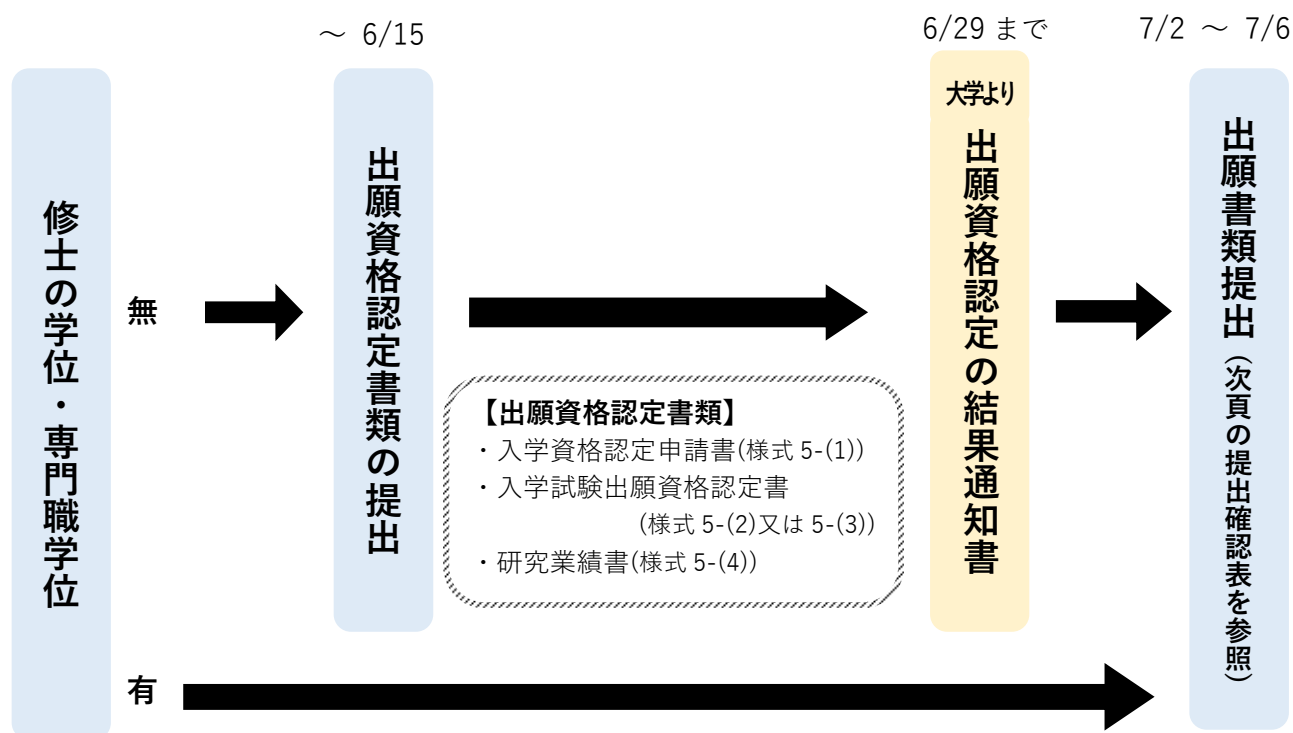 ～ 6/15
6/29 まで
7/2 ～ 7/6
修士の学位・専門職学位
無
有
出願資格認定書類の提出
【出願資格認定書類】
・入学資格認定申請書(様式 5-(1))
・入学試験出願資格認定書
(様式 5-(2)又は 5-(3))
・研究業績書(様式 5-(4))
大学より
出願資格認定の結果通知書
出願書類提出（次頁の提出確認表を参照）